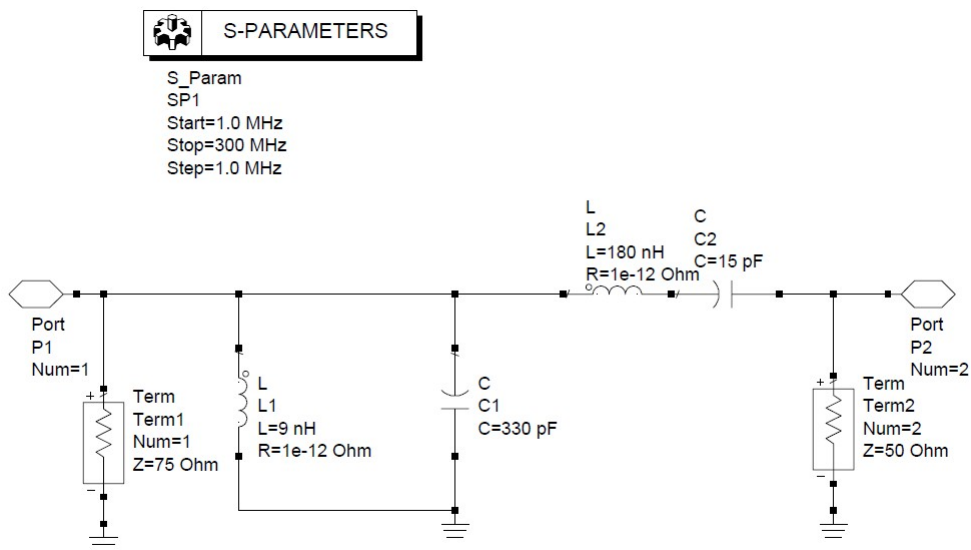 S-PARAMETERS
S_Param
SP1
Start=1.0 MHz
Stop=300 MHz
Step=1.0 MHz
L
L2
L=180 nH
R=1e-12 Ohm
C
C2
C=15 pF
Port
P1
Num=1
+
Term
Term1
Num=1
Z=75 Ohm
−
L
L1
L=9 nH
R=1e-12 Ohm
C
C1
C=330 pF
+
Term
Term2
Num=2
Z=50 Ohm
−
Port
P2
Num=2